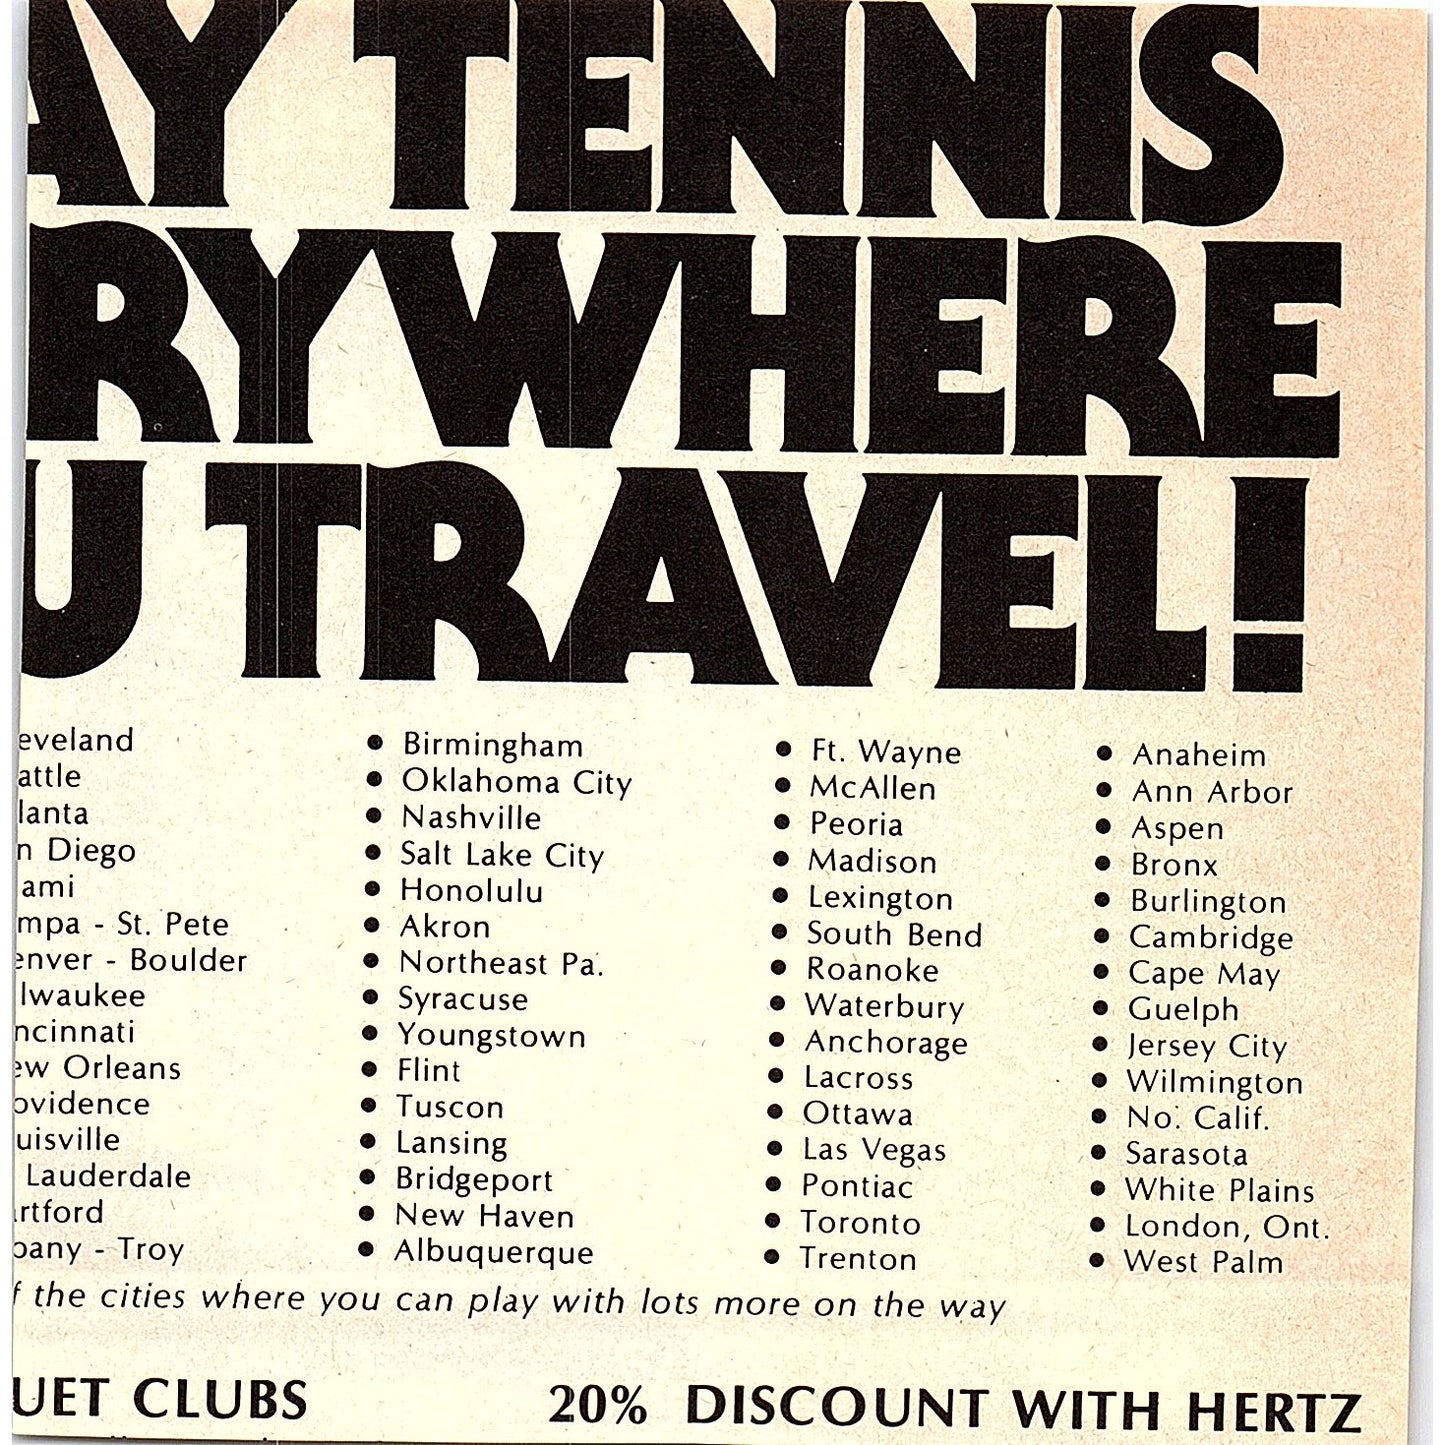 AY TENNIS
RYWHERE
U TRAVEL!
eveland
attle
lanta
n Diego
ami
mpa - St. Pete
enver - Boulder
lwaukee
ncinnati
ew Orleans
ovidence
uisville
Lauderdale
rtford
bany - Troy
• Birmingham
• Oklahoma City
• Nashville
• Salt Lake City
• Honolulu
• Akron
• Northeast Pa.
• Syracuse
• Youngstown
• Flint
• Tuscon
• Lansing
• Bridgeport
• New Haven
• Albuquerque
• Ft. Wayne
• McAllen
• Peoria
• Madison
• Lexington
• South Bend
• Roanoke
• Waterbury
• Anchorage
• Lacross
• Ottawa
• Las Vegas
• Pontiac
• Toronto
• Trenton
• Anaheim
• Ann Arbor
• Aspen
• Bronx
• Burlington
• Cambridge
• Cape May
• Guelph
• Jersey City
• Wilmington
• No. Calif.
• Sarasota
• White Plains
• London, Ont.
• West Palm
f the cities where you can play with lots more on the way
UET CLUBS
20% DISCOUNT WITH HERTZ